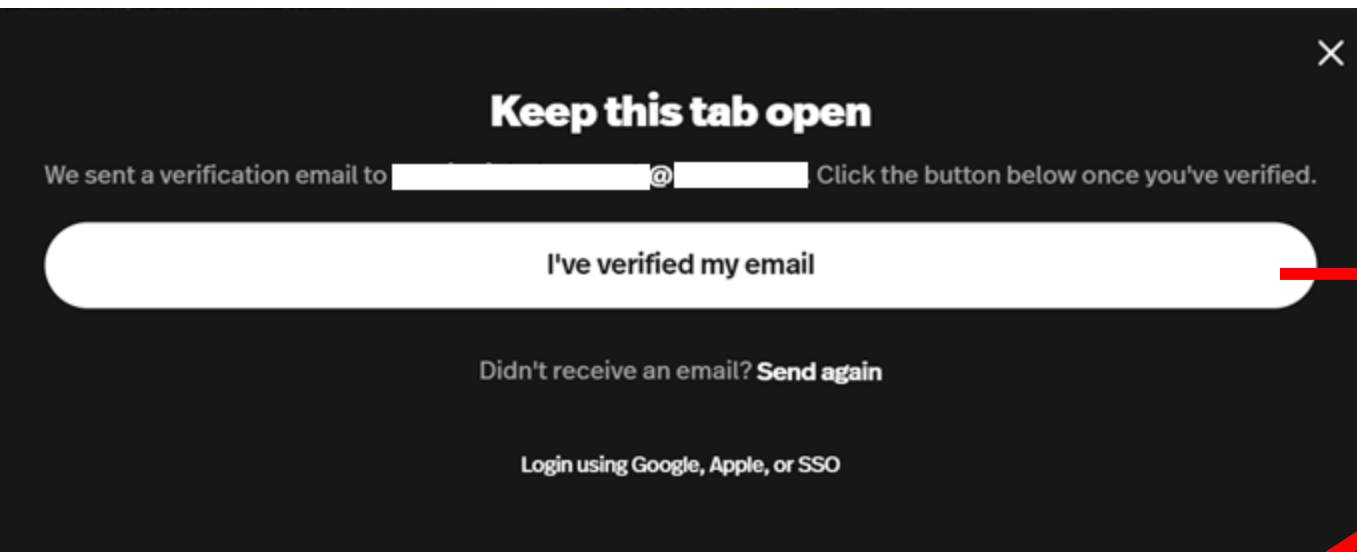 Keep this tab open
We sent a verification email to @ . Click the button below once you've verified.
I've verified my email
Didn't receive an email? Send again
Login using Google, Apple, or SSO